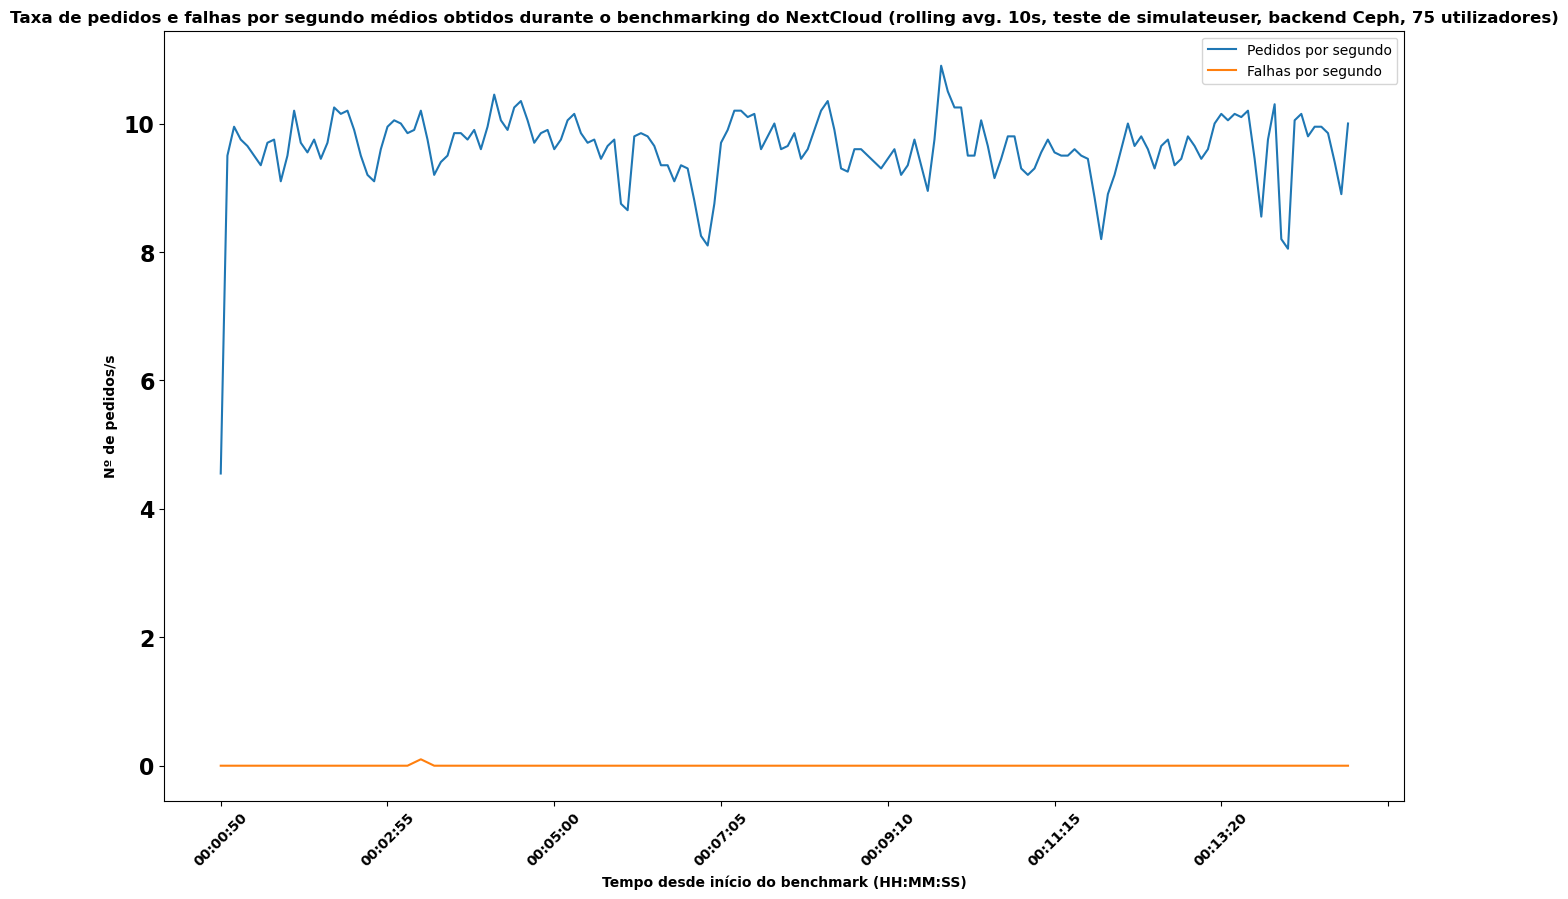 Taxa de pedidos e falhas por segundo médios obtidos durante o benchmarking do NextCloud (rolling avg. 10s, teste de simulateuser, backend Ceph, 75 utilizadores)
Pedidos por segundo
Falhas por segundo
10
8
6
4
2
0
Nº de pedidos/s
00:00:50
00:02:55
00:05:00
00:07:05
00:09:10
00:11:15
00:13:20
Tempo desde início do benchmark (HH:MM:SS)